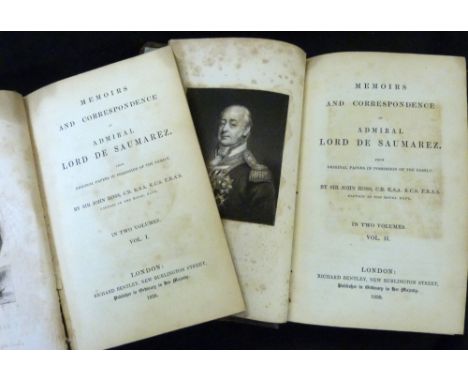 MEMOIRS
AND CORRESPONDENCE
OF
ADMIRAL
LORD DE SAUMAREZ.
FROM
ORIGINAL PAPERS IN POSSESSION OF THE FAMILY.
BY SIR JOHN ROSS, C.B. K.S.A. K.C.S. F.R.A.S.
CAPTAIN IN THE ROYAL NAVY.
IN TWO VOLUMES.
VOL. I.
LONDON:
RICHARD BENTLEY, NEW BURLINGTON STREET,
Publisher in Ordinary to Her Majesty.
1838.
MEMOIRS
AND CORRESPONDENCE
OF
ADMIRAL
LORD DE SAUMAREZ.
FROM
ORIGINAL PAPERS IN POSSESSION OF THE FAMILY.
BY SIR JOHN ROSS, C.B. K.S.A. K.C.S. F.R.A.S.
CAPTAIN IN THE ROYAL NAVY.
IN TWO VOLUMES.
VOL. II.
LONDON:
RICHARD BENTLEY, NEW BURLINGTON STREET,
Publisher in Ordinary to Her Majesty.
1838.